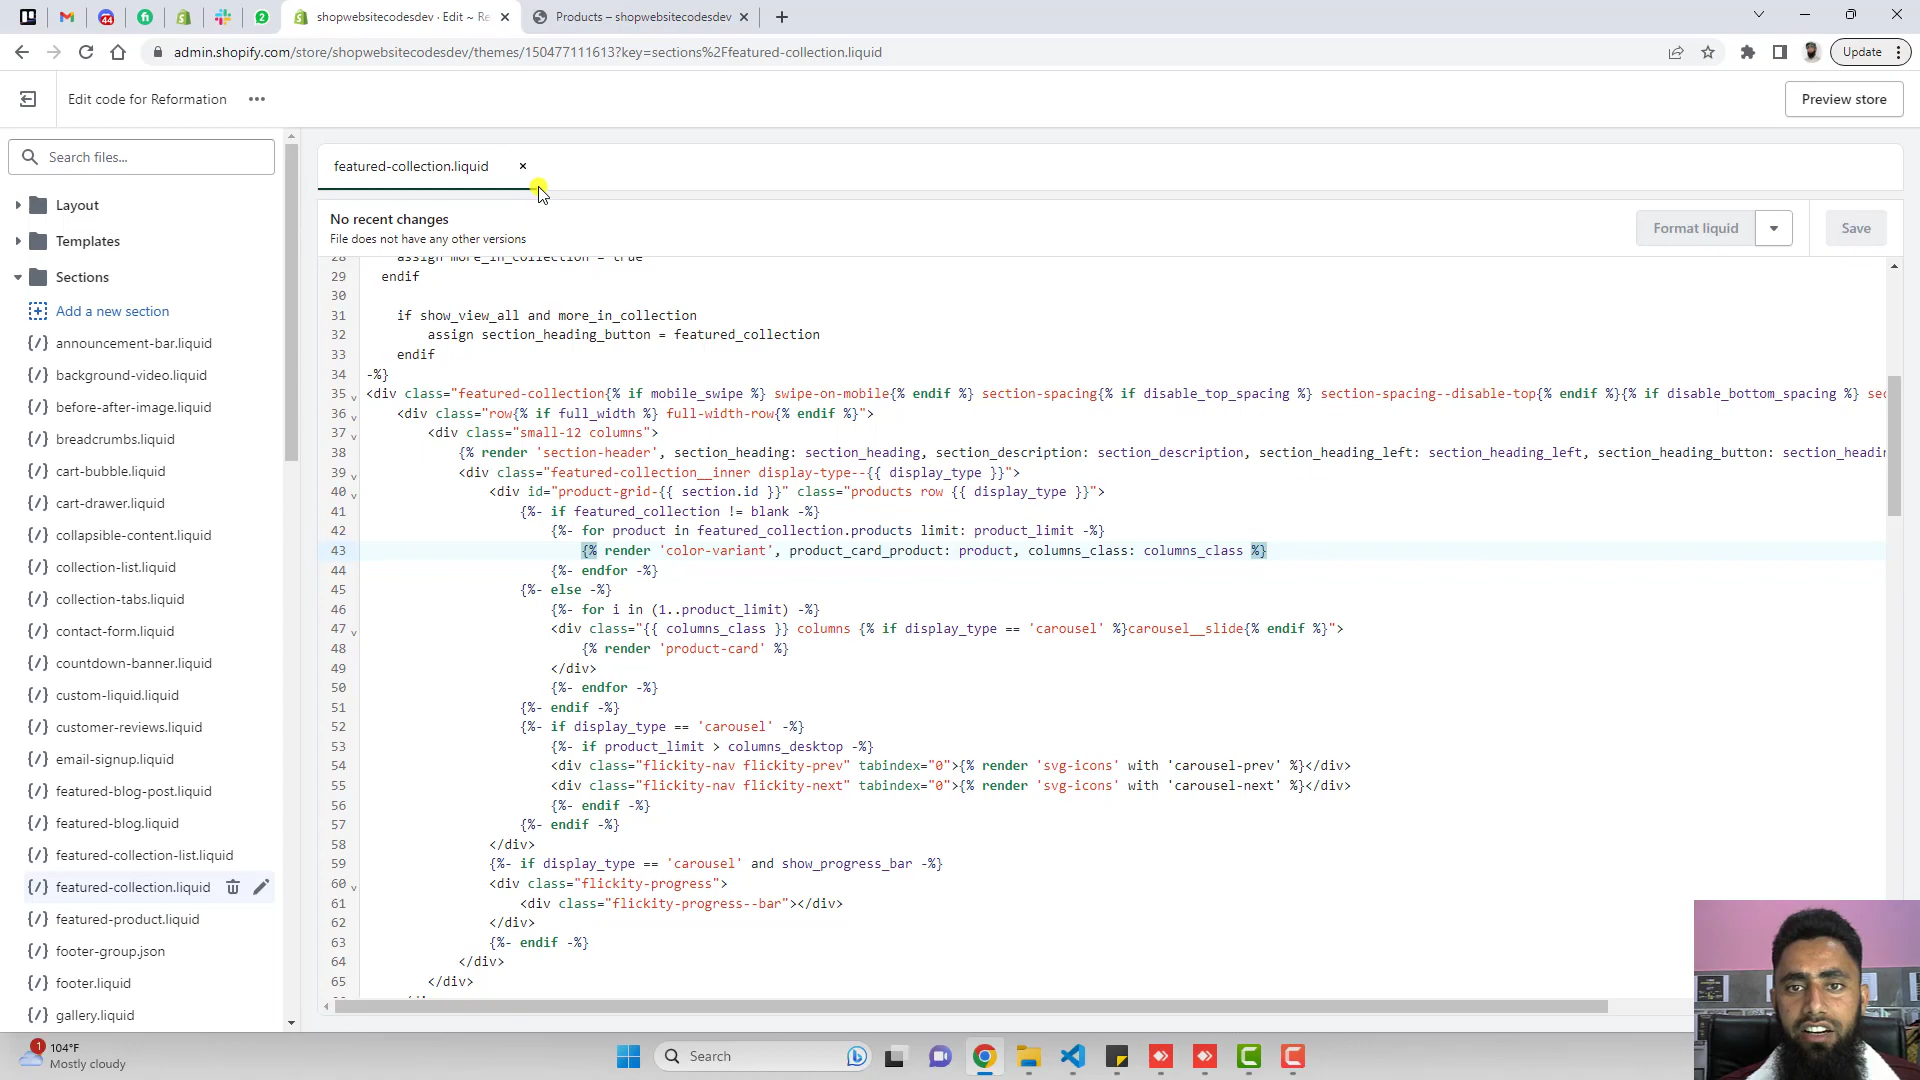 44
2
shopwebsitecodesdev · Edit ~ Re
Products – shopwebsitecodesdev
admin.shopify.com/store/shopwebsitecodesdev/themes/150477111613?key=sections%2Ffeatured-collection.liquid
Update
Edit code for Reformation
Preview store
Search files...
Layout
Templates
Sections
Add a new section
announcement-bar.liquid
background-video.liquid
before-after-image.liquid
breadcrumbs.liquid
cart-bubble.liquid
cart-drawer.liquid
collapsible-content.liquid
collection-list.liquid
collection-tabs.liquid
contact-form.liquid
countdown-banner.liquid
custom-liquid.liquid
customer-reviews.liquid
email-signup.liquid
featured-blog-post.liquid
featured-blog.liquid
featured-collection-list.liquid
featured-collection.liquid
featured-product.liquid
footer-group.json
footer.liquid
gallery.liquid
featured-collection.liquid
No recent changes
File does not have any other versions
Format liquid
Save
28 assign more_in_collection = true
29 endif
30
31 if show_view_all and more_in_collection
32 assign section_heading_button = featured_collection
33 endif
34 -%}
35 <div class="featured-collection{% if mobile_swipe %} swipe-on-mobile{% endif %} section-spacing{% if disable_top_spacing %} section-spacing--disable-top{% endif %}{% if disable_bottom_spacing %} sec
36 <div class="row{% if full_width %} full-width-row{% endif %}">
37 <div class="small-12 columns">
38 {% render 'section-header', section_heading: section_heading, section_description: section_description, section_heading_left: section_heading_left, section_heading_button: section_headin
39 <div class="featured-collection__inner display-type--{{ display_type }}">
40 <div id="product-grid-{{ section.id }}" class="products row {{ display_type }}">
41 {%- if featured_collection != blank -%}
42 {%- for product in featured_collection.products limit: product_limit -%}
43 {% render 'color-variant', product_card_product: product, columns_class: columns_class %}
44 {%- endfor -%}
45 {%- else -%}
46 {%- for i in (1..product_limit) -%}
47 <div class="{{ columns_class }} columns {% if display_type == 'carousel' %}carousel__slide{% endif %}">
48 {% render 'product-card' %}
49 </div>
50 {%- endfor -%}
51 {%- endif -%}
52 {%- if display_type == 'carousel' -%}
53 {%- if product_limit > columns_desktop -%}
54 <div class="flickity-nav flickity-prev" tabindex="0">{% render 'svg-icons' with 'carousel-prev' %}</div>
55 <div class="flickity-nav flickity-next" tabindex="0">{% render 'svg-icons' with 'carousel-next' %}</div>
56 {%- endif -%}
57 {%- endif -%}
58 </div>
59 {%- if display_type == 'carousel' and show_progress_bar -%}
60 <div class="flickity-progress">
61 <div class="flickity-progress--bar"></div>
62 </div>
63 {%- endif -%}
64 </div>
65 </div>
1
104°F
Mostly cloudy
Search